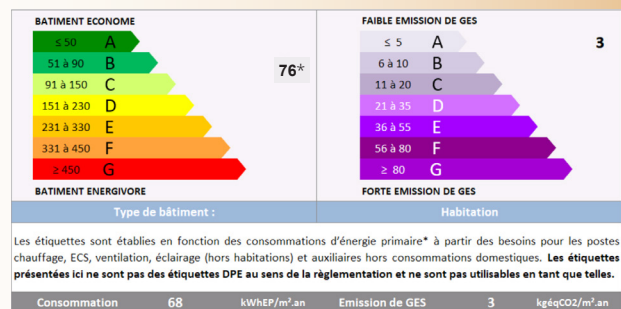 BATIMENT ECONOME
≤ 50 A
51 à 90 B
91 à 150 C
151 à 230 D
231 à 330 E
331 à 450 F
≥ 450 G
76*
BATIMENT ENERGIVORE
FAIBLE EMISSION DE GES
≤ 5 A
6 à 10 B
11 à 20 C
21 à 35 D
36 à 55 E
56 à 80 F
≥ 80 G
3
FORTE EMISSION DE GES
Type de bâtiment : Habitation
Les étiquettes sont établies en fonction des consommations d'énergie primaire* à partir des besoins pour les postes
chauffage, ECS, ventilation, éclairage (hors habitations) et auxiliaires hors consommations domestiques. Les étiquettes
présentées ici ne sont pas des étiquettes DPE au sens de la règlementation et ne sont pas utilisables en tant que telles.
Consommation 68 kWhEP/m².an Emission de GES 3 kgéqCO2/m².an